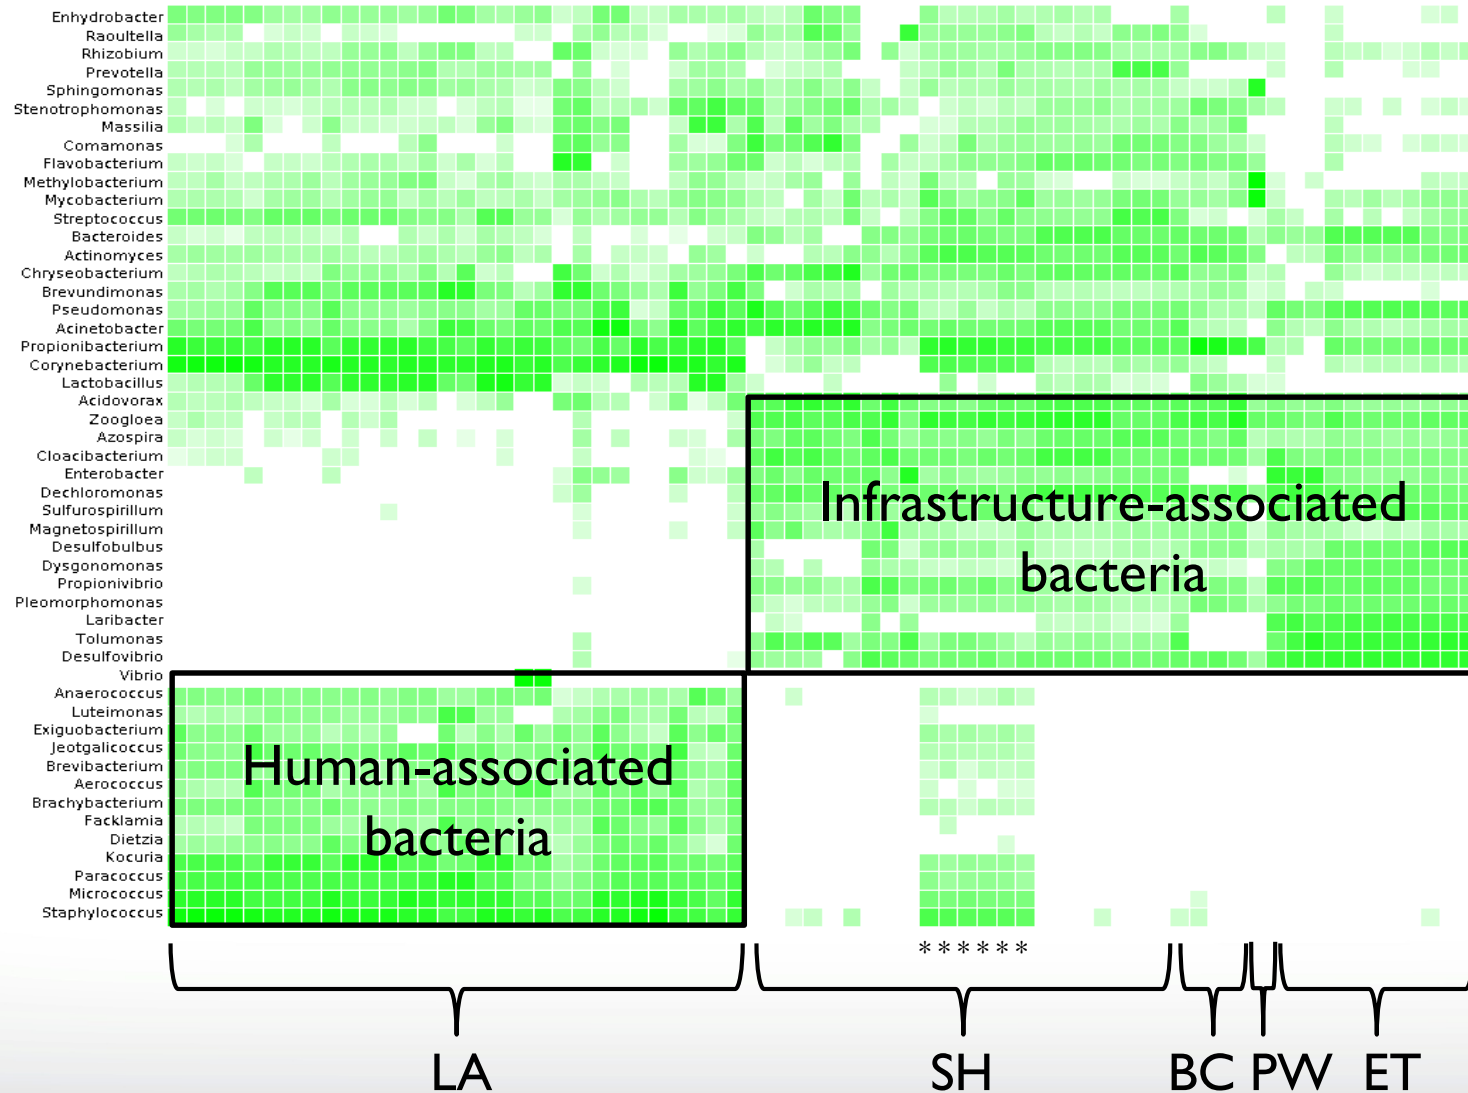 Enhydrobacter
Raoultella
Rhizobium
Prevotella
Sphingomonas
Stenotrophomonas
Massilia
Comamonas
Flavobacterium
Methylobacterium
Mycobacterium
Streptococcus
Bacteroides
Actinomyces
Chryseobacterium
Brevundimonas
Pseudomonas
Acinetobacter
Propionibacterium
Corynebacterium
Lactobacillus
Acidovorax
Zoogloea
Azospira
Cloacibacterium
Enterobacter
Dechloromonas
Sulfurospirillum
Magnetospirillum
Desulfobulbus
Dysgonomonas
Propionivibrio
Pleomorphomonas
Laribacter
Tolumonas
Desulfovibrio
Vibrio
Anaerococcus
Luteimonas
Exiguobacterium
Jeotgalicoccus
Brevibacterium
Aerococcus
Brachybacterium
Facklamia
Dietzia
Kocuria
Paracoccus
Micrococcus
Staphylococcus
Infrastructure-associated
bacteria
Human-associated
bacteria
* * * * * *
LA SH BC PW ET